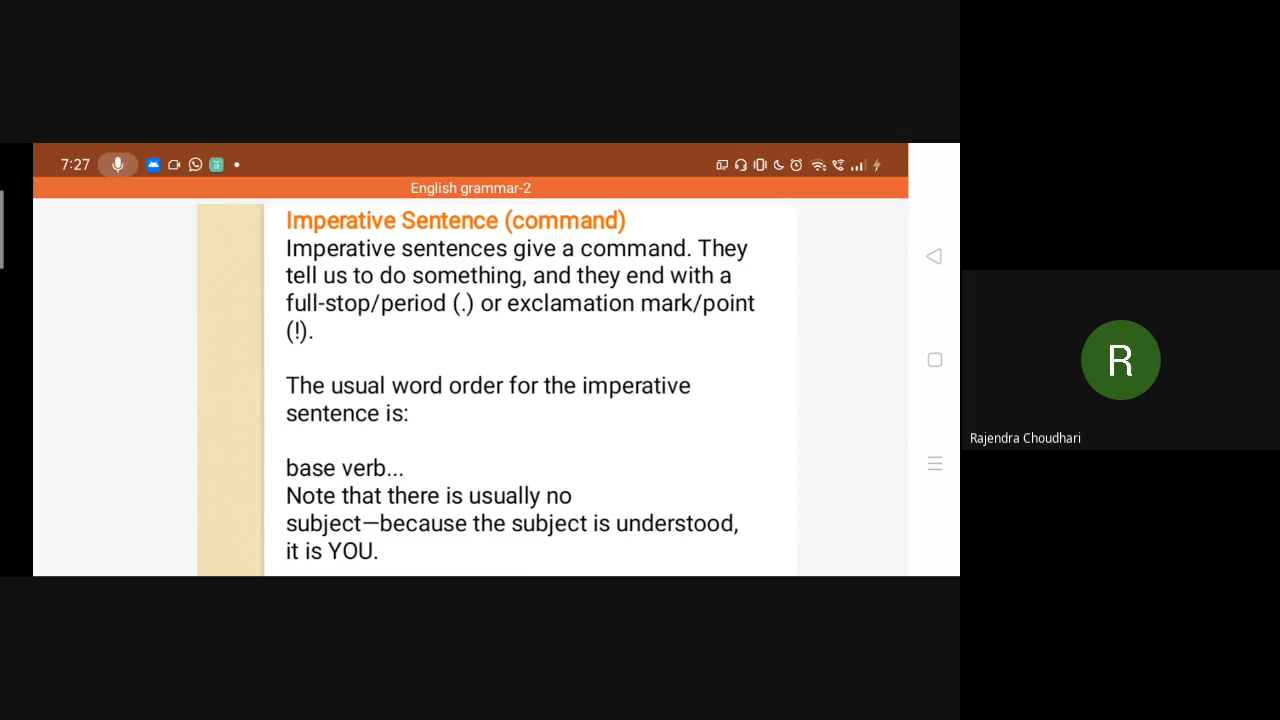 7:27
English grammar-2
Imperative Sentence (command)
Imperative sentences give a command. They
tell us to do something, and they end with a
full-stop/period (.) or exclamation mark/point
(!).
The usual word order for the imperative
sentence is:
base verb...
Note that there is usually no
subject—because the subject is understood,
it is YOU.
R
Rajendra Choudhari